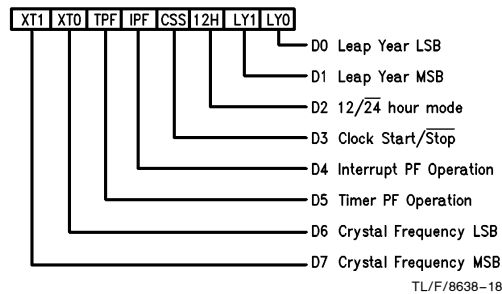 XT1 XT0 TPF IPF CSS 12H LY1 LY0
D0 Leap Year LSB
D1 Leap Year MSB
D2 12/2̅4̅ hour mode
D3 Clock Start/S̅t̅o̅p̅
D4 Interrupt PF Operation
D5 Timer PF Operation
D6 Crystal Frequency LSB
D7 Crystal Frequency MSB
TL/F/8638–18